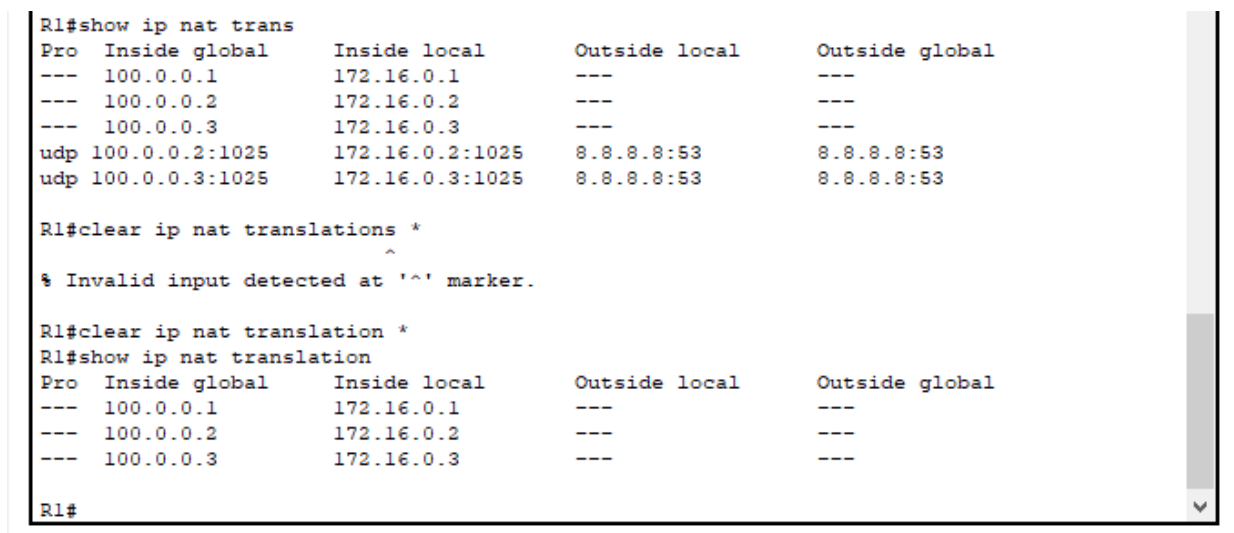 R1#show ip nat trans
Pro  Inside global     Inside local       Outside local      Outside global
---  100.0.0.1         172.16.0.1         ---                ---
---  100.0.0.2         172.16.0.2         ---                ---
---  100.0.0.3         172.16.0.3         ---                ---
udp 100.0.0.2:1025     172.16.0.2:1025    8.8.8.8:53         8.8.8.8:53
udp 100.0.0.3:1025     172.16.0.3:1025    8.8.8.8:53         8.8.8.8:53
R1#clear ip nat translations *
^
% Invalid input detected at '^' marker.
R1#clear ip nat translation *
R1#show ip nat translation
Pro  Inside global     Inside local       Outside local      Outside global
---  100.0.0.1         172.16.0.1         ---                ---
---  100.0.0.2         172.16.0.2         ---                ---
---  100.0.0.3         172.16.0.3         ---                ---
R1#